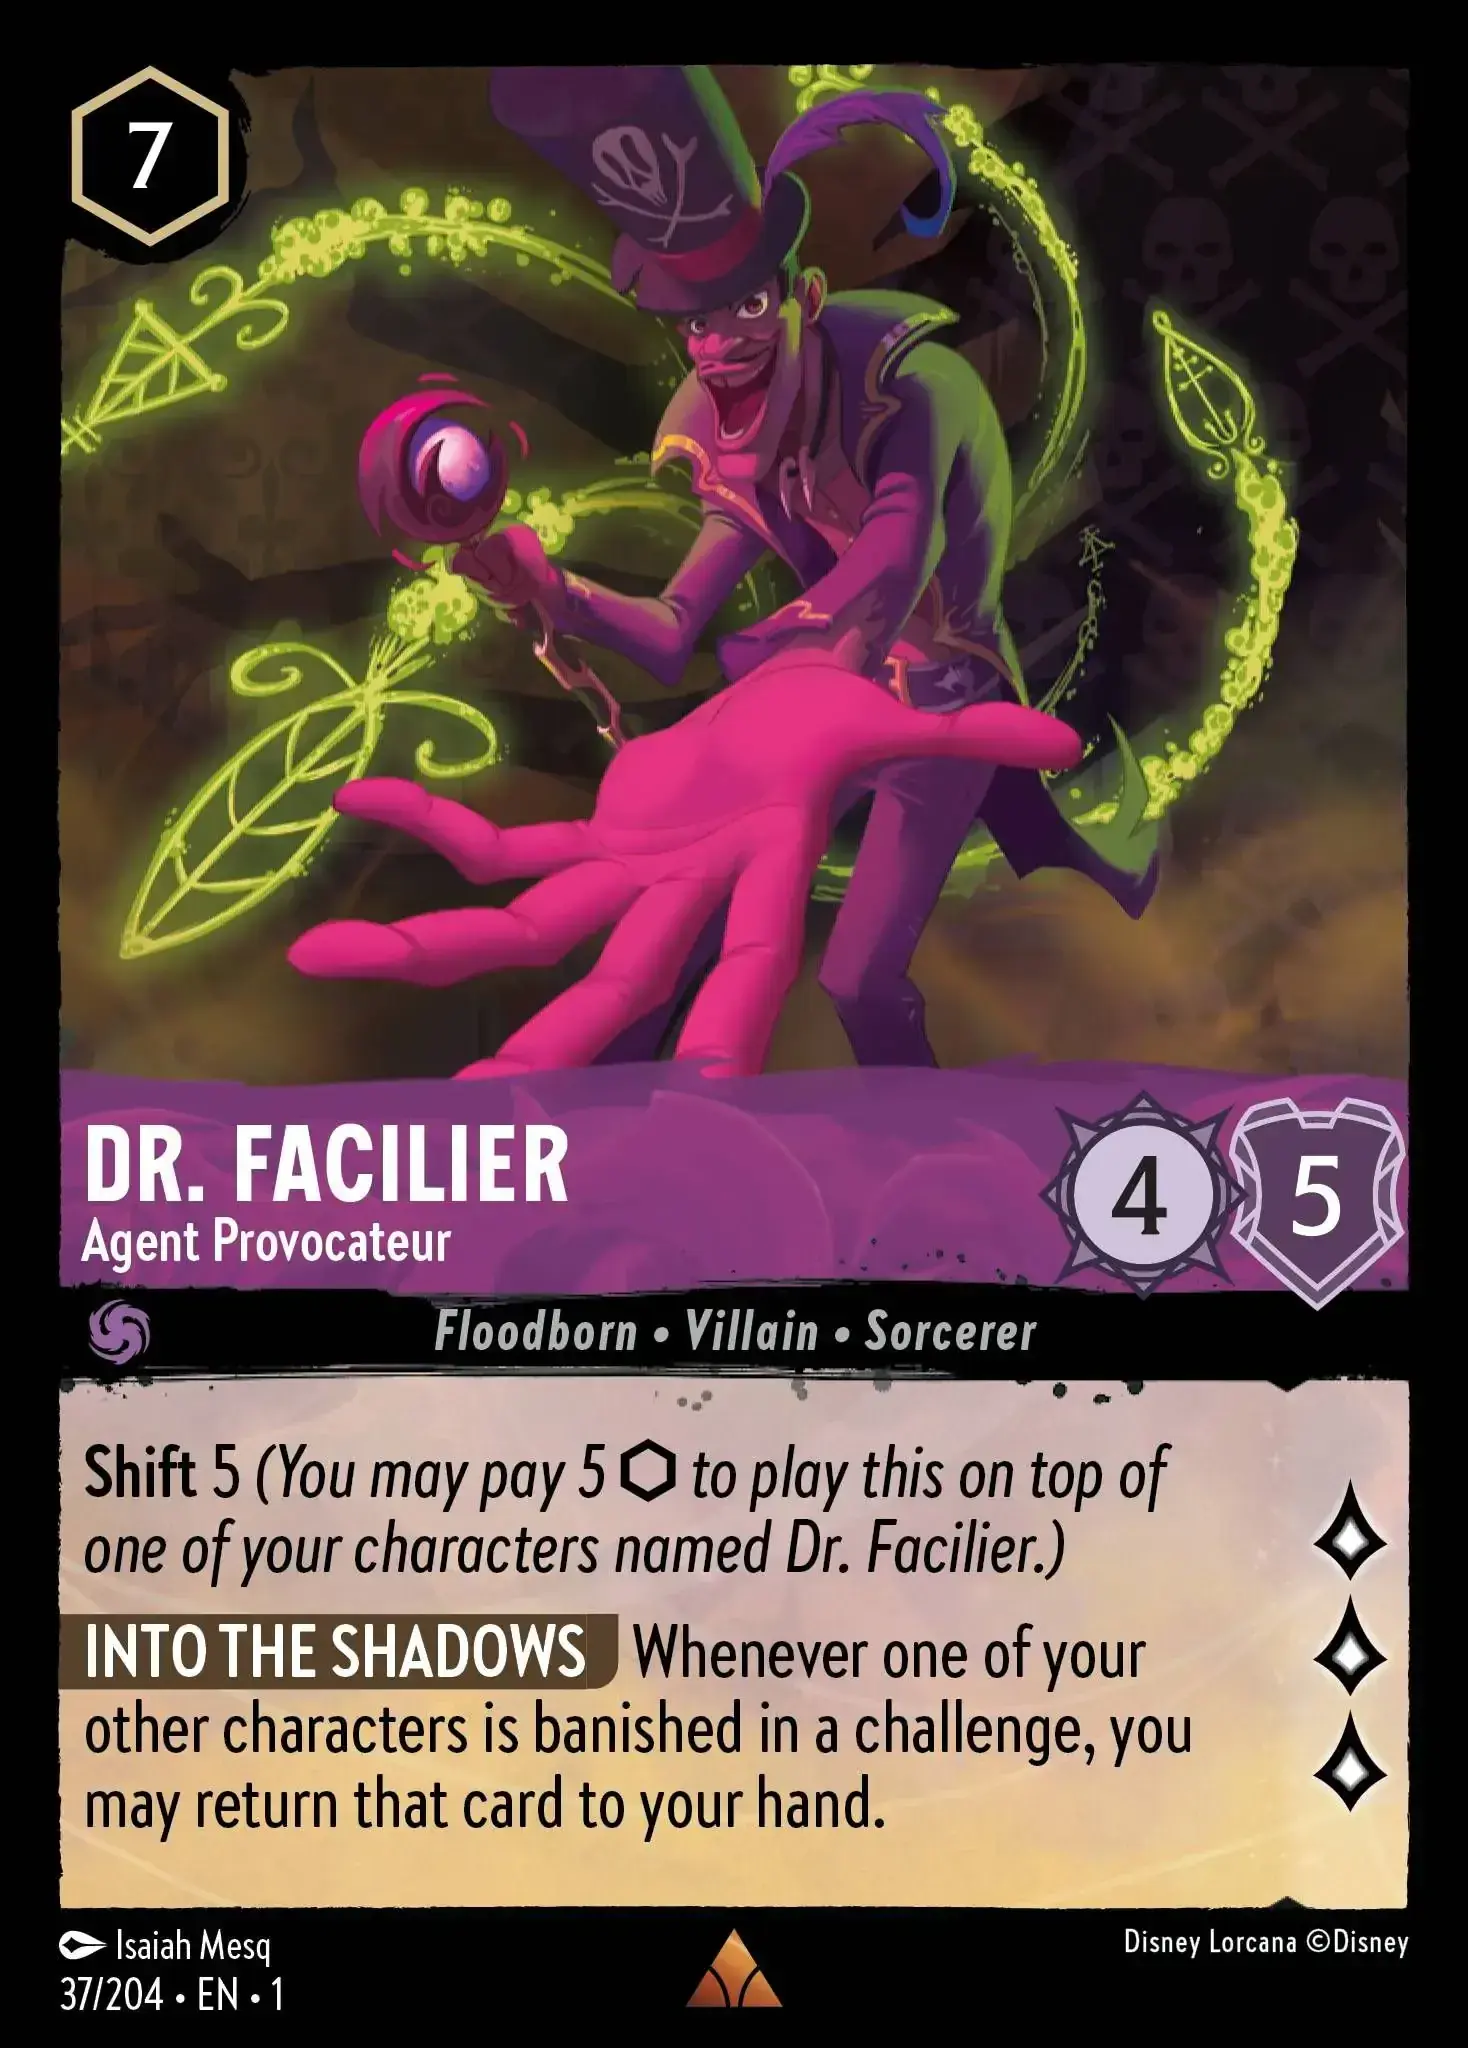 7
DR. FACILIER
Agent Provocateur
4
5
Floodborn • Villain • Sorcerer
Shift 5 (You may pay 5 ⬡ to play this on top of
one of your characters named Dr. Facilier.)
INTO THE SHADOWS Whenever one of your
other characters is banished in a challenge, you
may return that card to your hand.
Isaiah Mesq
Disney Lorcana ©Disney
37/204 • EN • 1